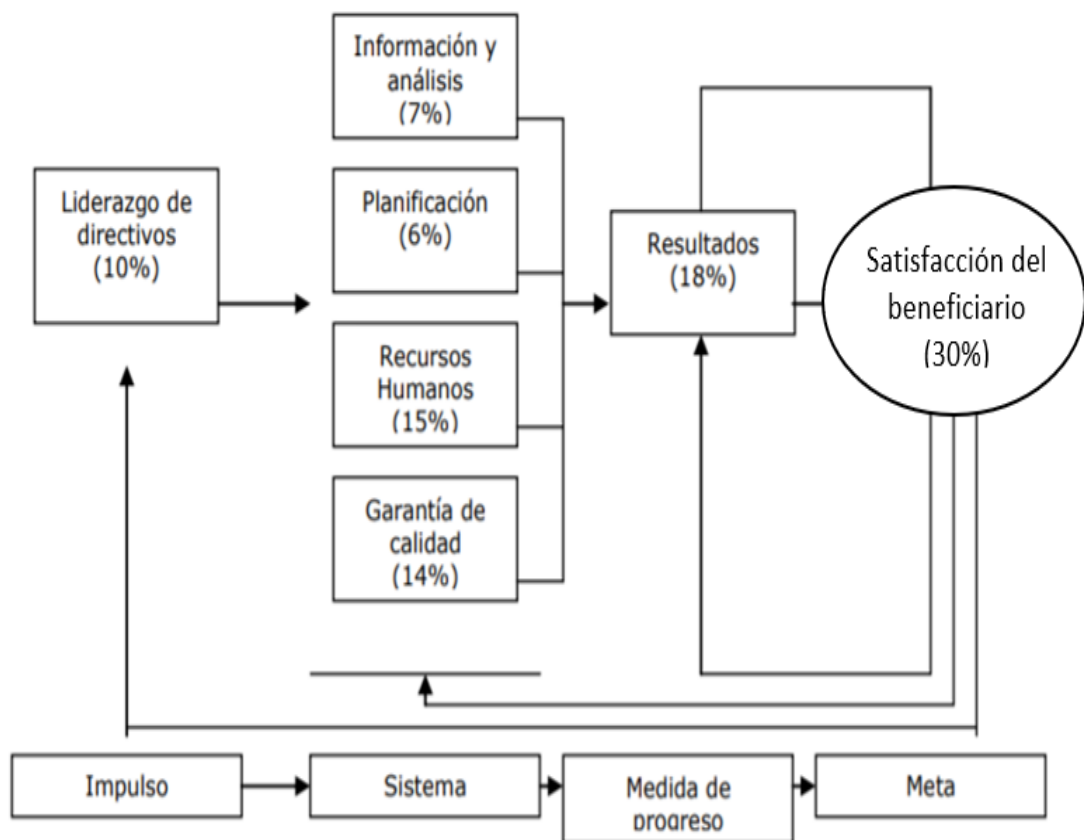 Información y
análisis
(7%)
Liderazgo de
directivos
(10%)
Planificación
(6%)
Resultados
(18%)
Satisfacción del
beneficiario
(30%)
Recursos
Humanos
(15%)
Garantía de
calidad
(14%)
Impulso
Sistema
Medida de
progreso
Meta